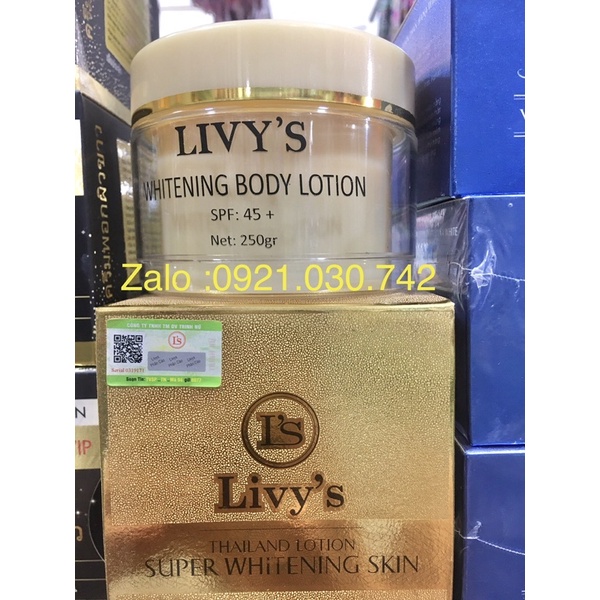 LIVY'S
WHITENING BODY LOTION
SPF: 45 +
Net: 250gr
Zalo :0921.030.742
I's
Livy's
THAILAND LOTION
SUPER WHiTENING SKIN